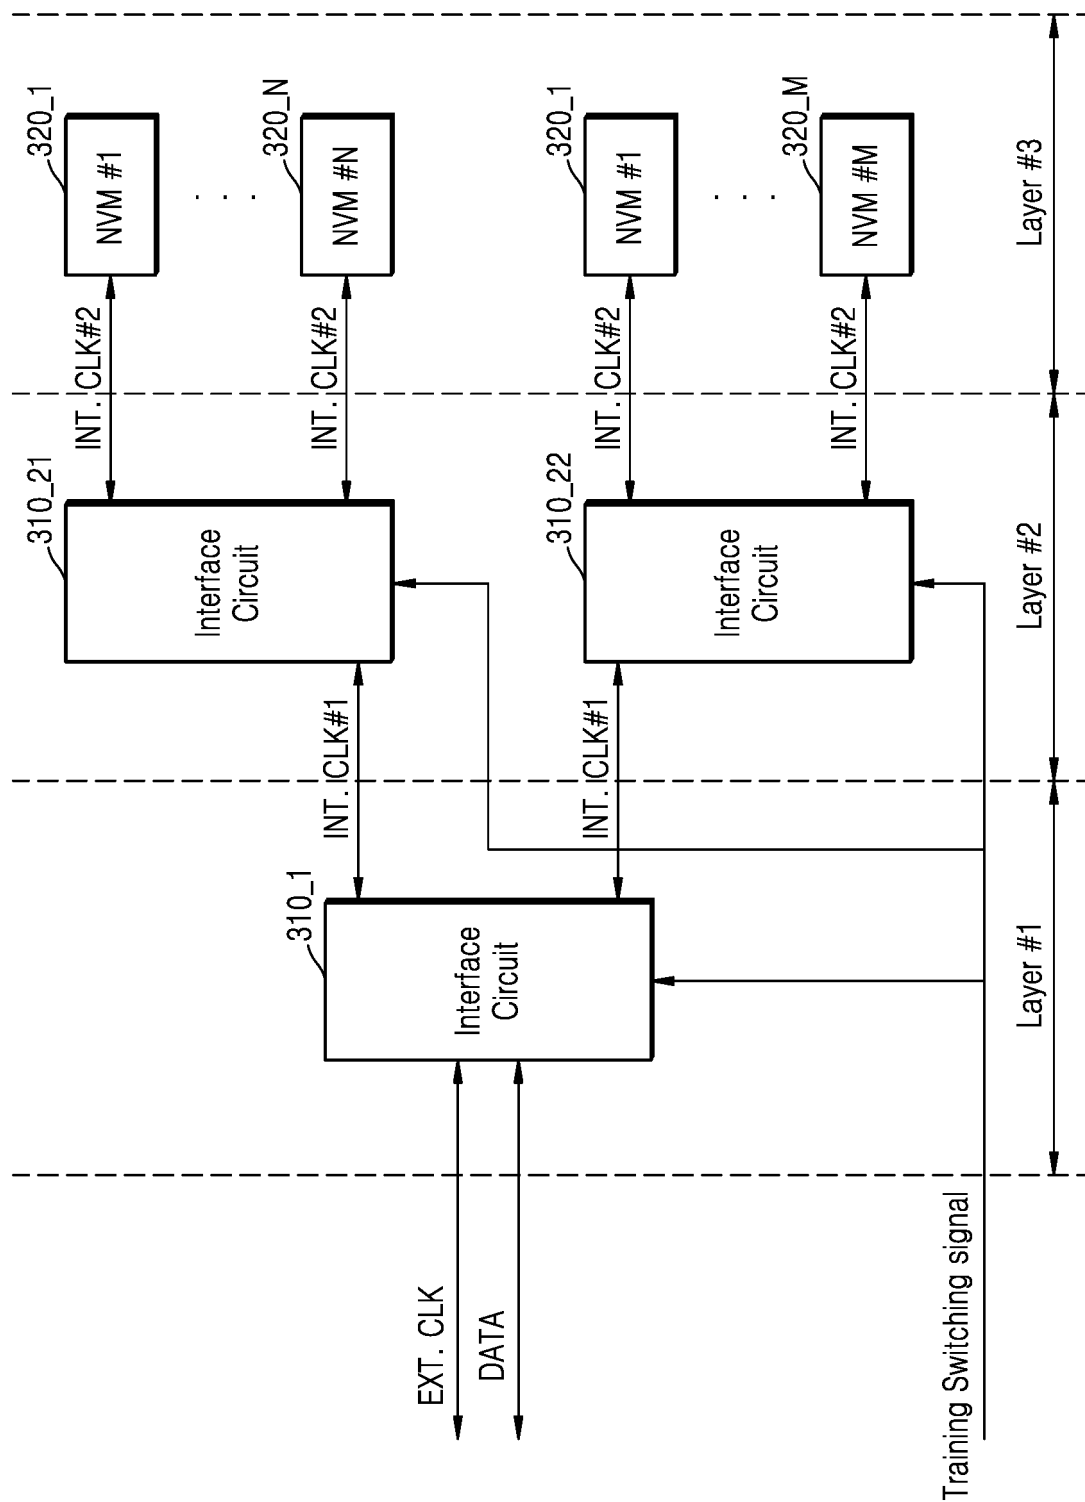 EXT. CLK
DATA
Training Switching signal
310_1
Interface
Circuit
INT. CLK#1
INT. CLK#1
310_21
Interface
Circuit
310_22
Interface
Circuit
INT. CLK#2
INT. CLK#2
INT. CLK#2
INT. CLK#2
320_1
NVM #1
. . .
320_N
NVM #N
320_1
NVM #1
. . .
320_M
NVM #M
Layer #1
Layer #2
Layer #3